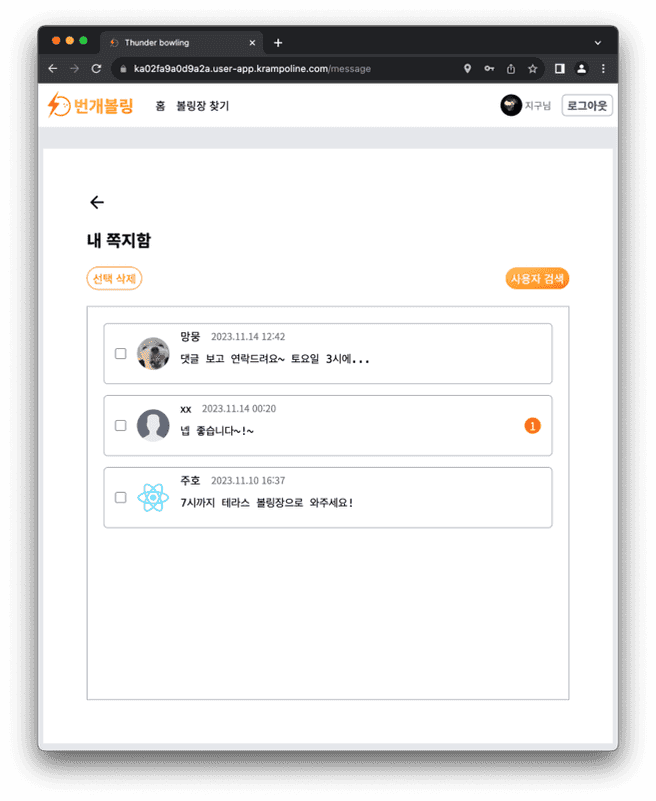 Thunder bowling
ka02fa9a0d9a2a.user-app.krampoline.com/message
번개볼링 홈 볼링장 찾기 지구님 로그아웃
내 쪽지함
선택 삭제 사용자 검색
망뭉 2023.11.14 12:42
댓글 보고 연락드려요~ 토요일 3시에...
xx 2023.11.14 00:20
넵 좋습니다~!~ 1
주호 2023.11.10 16:37
7시까지 테라스 볼링장으로 와주세요!